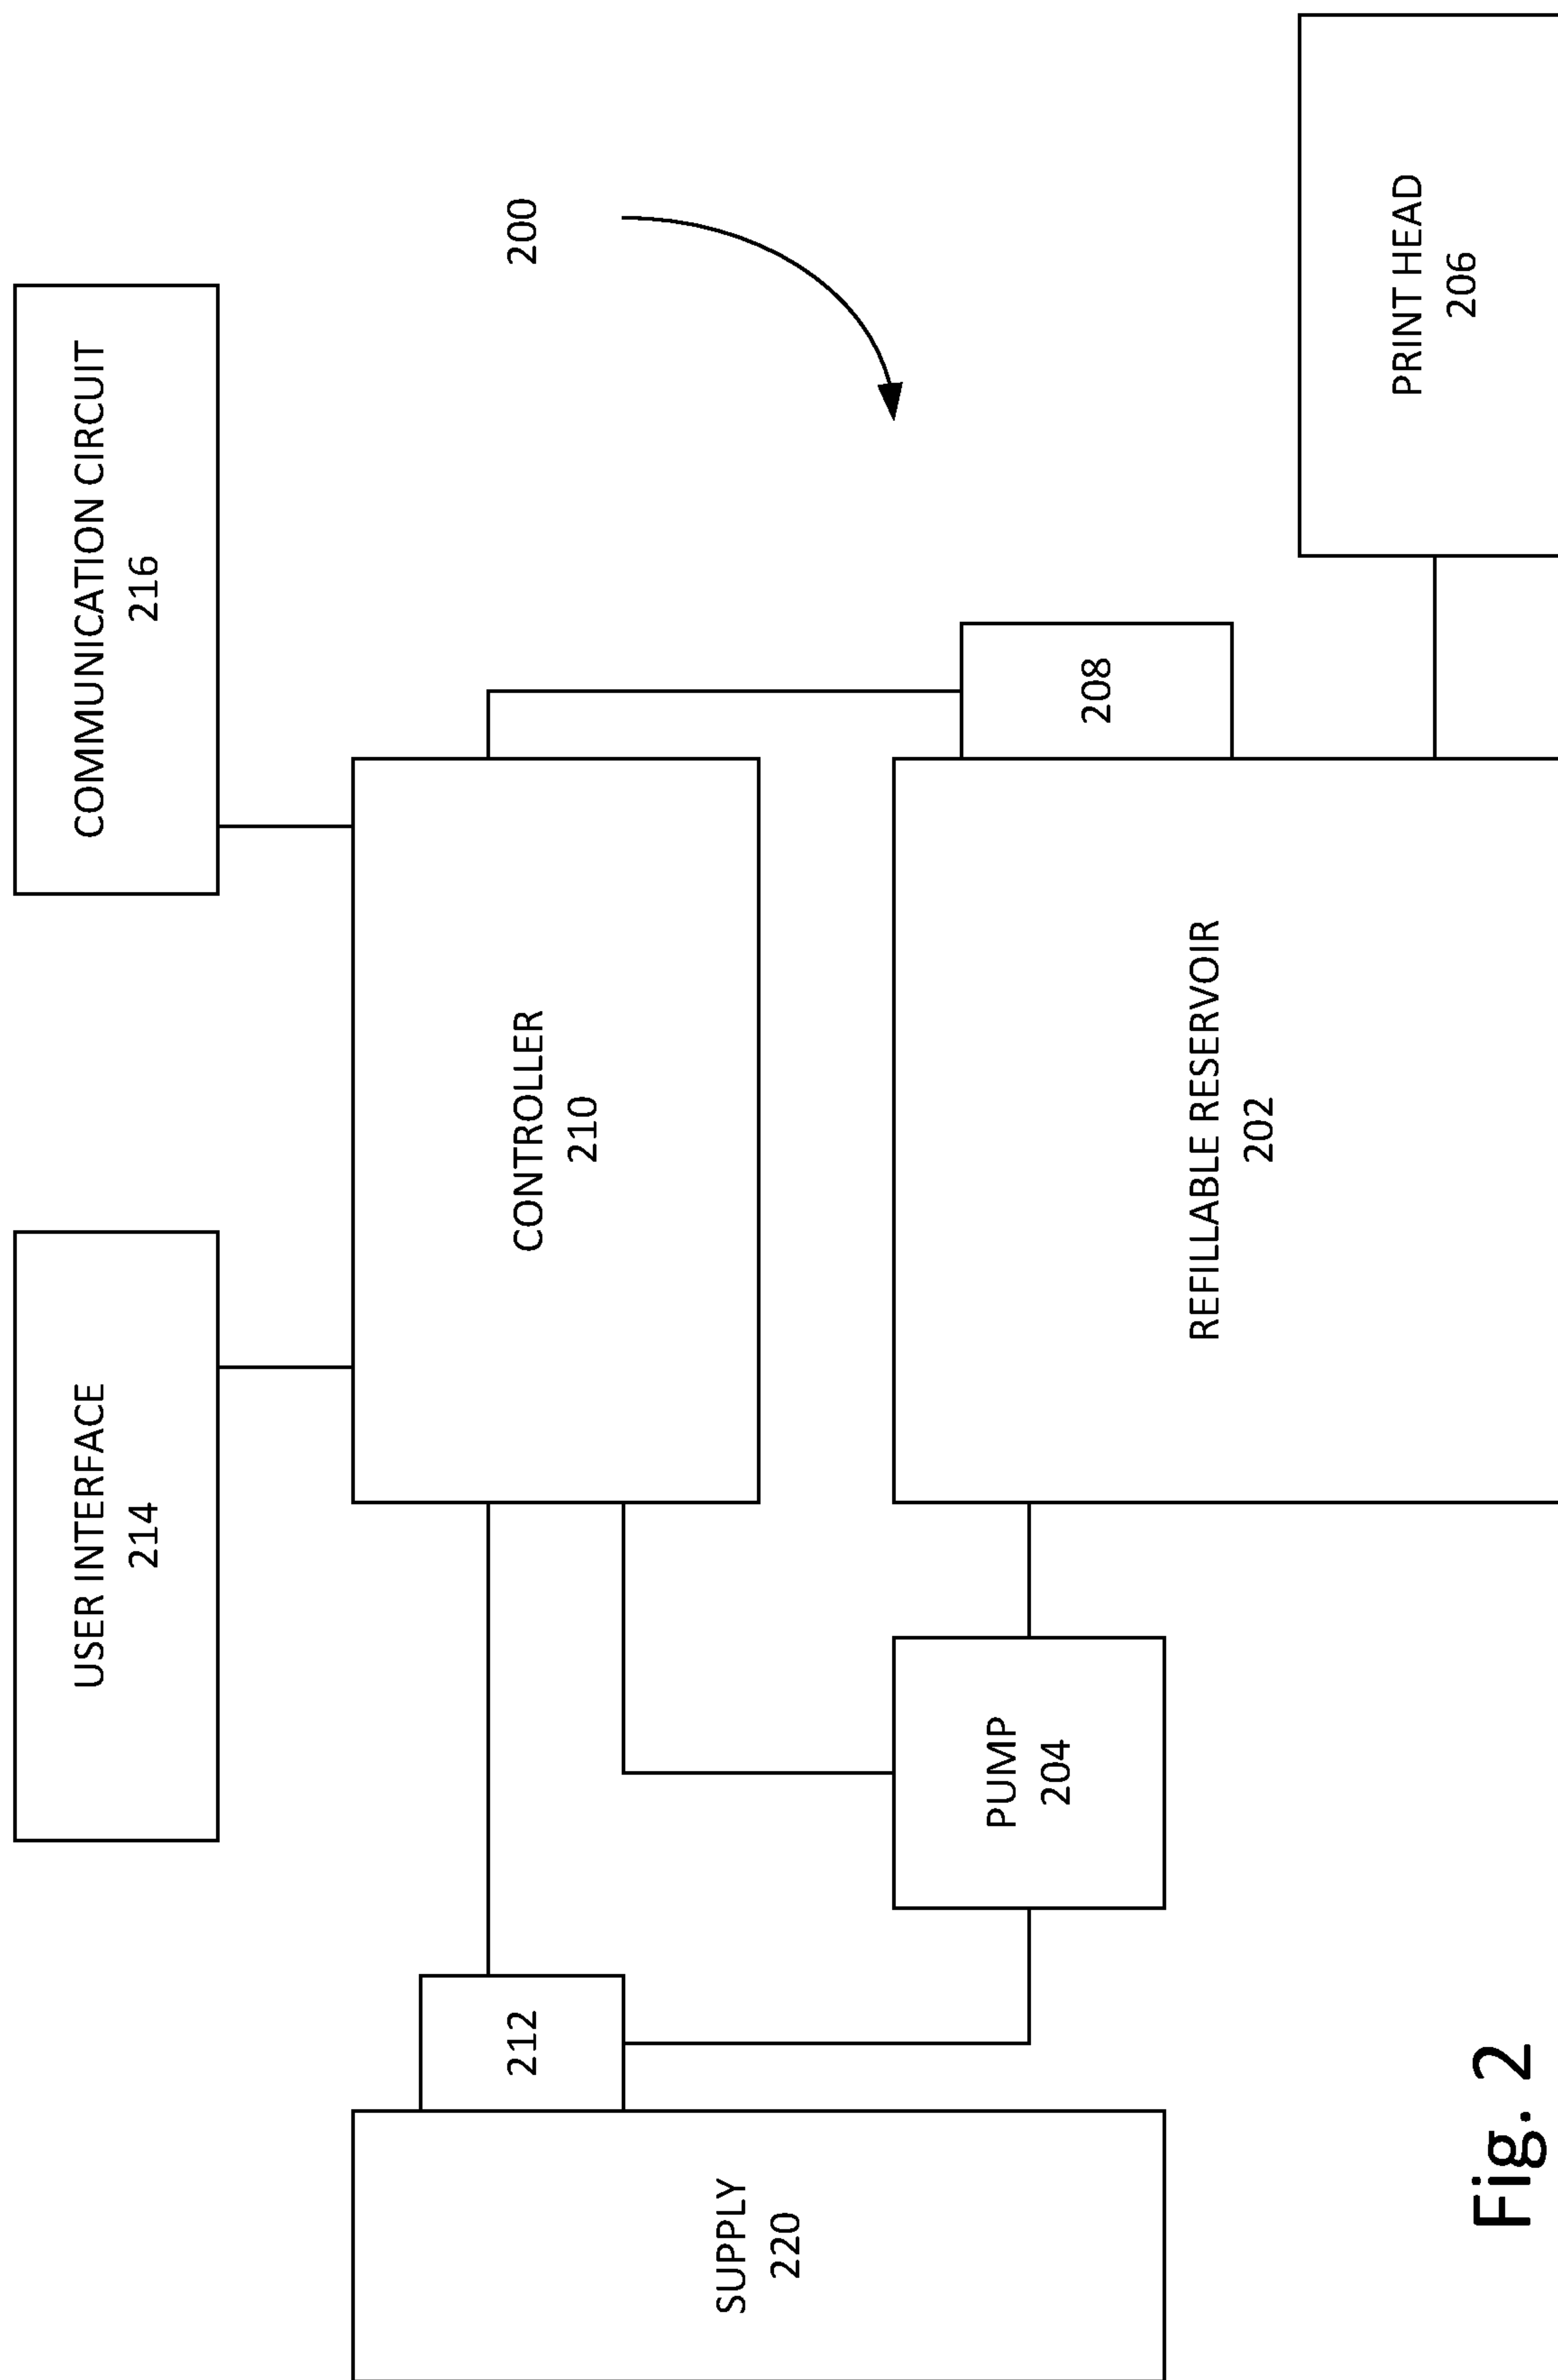 USER INTERFACE
214
COMMUNICATION CIRCUIT
216
200
212
CONTROLLER
210
SUPPLY
220
PUMP
204
208
REFILLABLE RESERVOIR
202
PRINT HEAD
206
Fig. 2